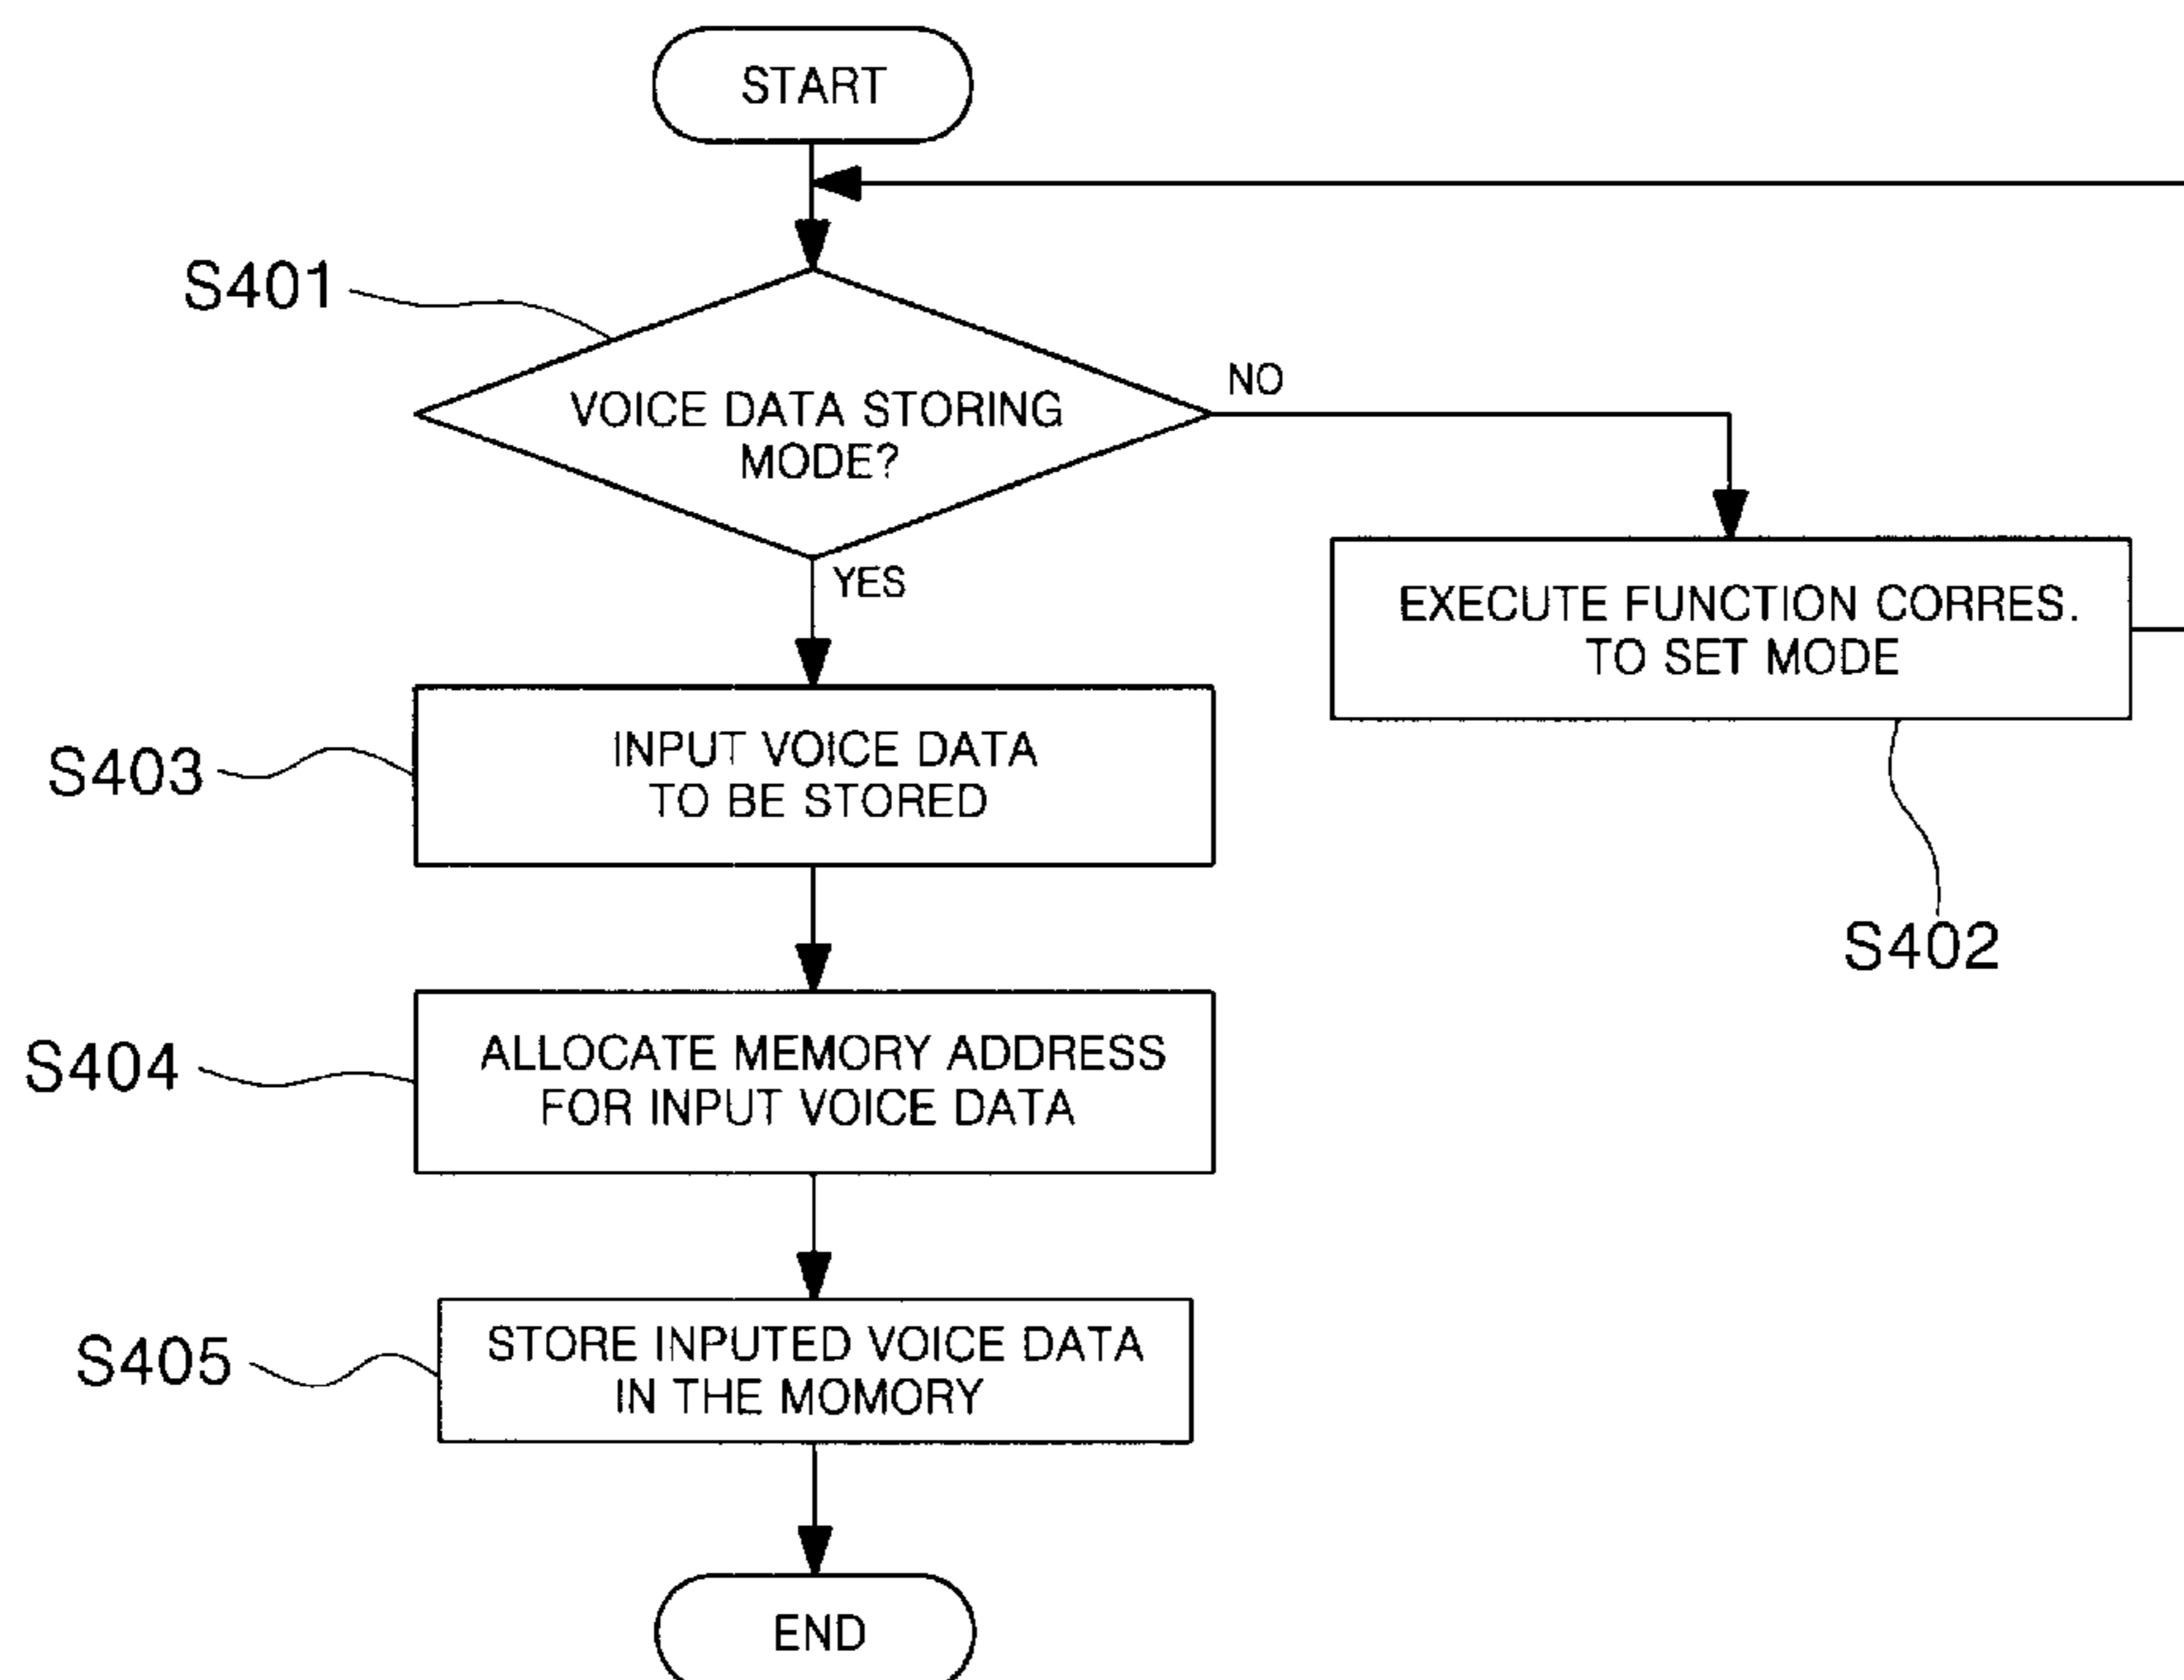 START
S401
VOICE DATA STORING
MODE?
NO
YES
EXECUTE FUNCTION CORRES.
TO SET MODE
S402
S403
INPUT VOICE DATA
TO BE STORED
S404
ALLOCATE MEMORY ADDRESS
FOR INPUT VOICE DATA
S405
STORE INPUTED VOICE DATA
IN THE MOMORY
END